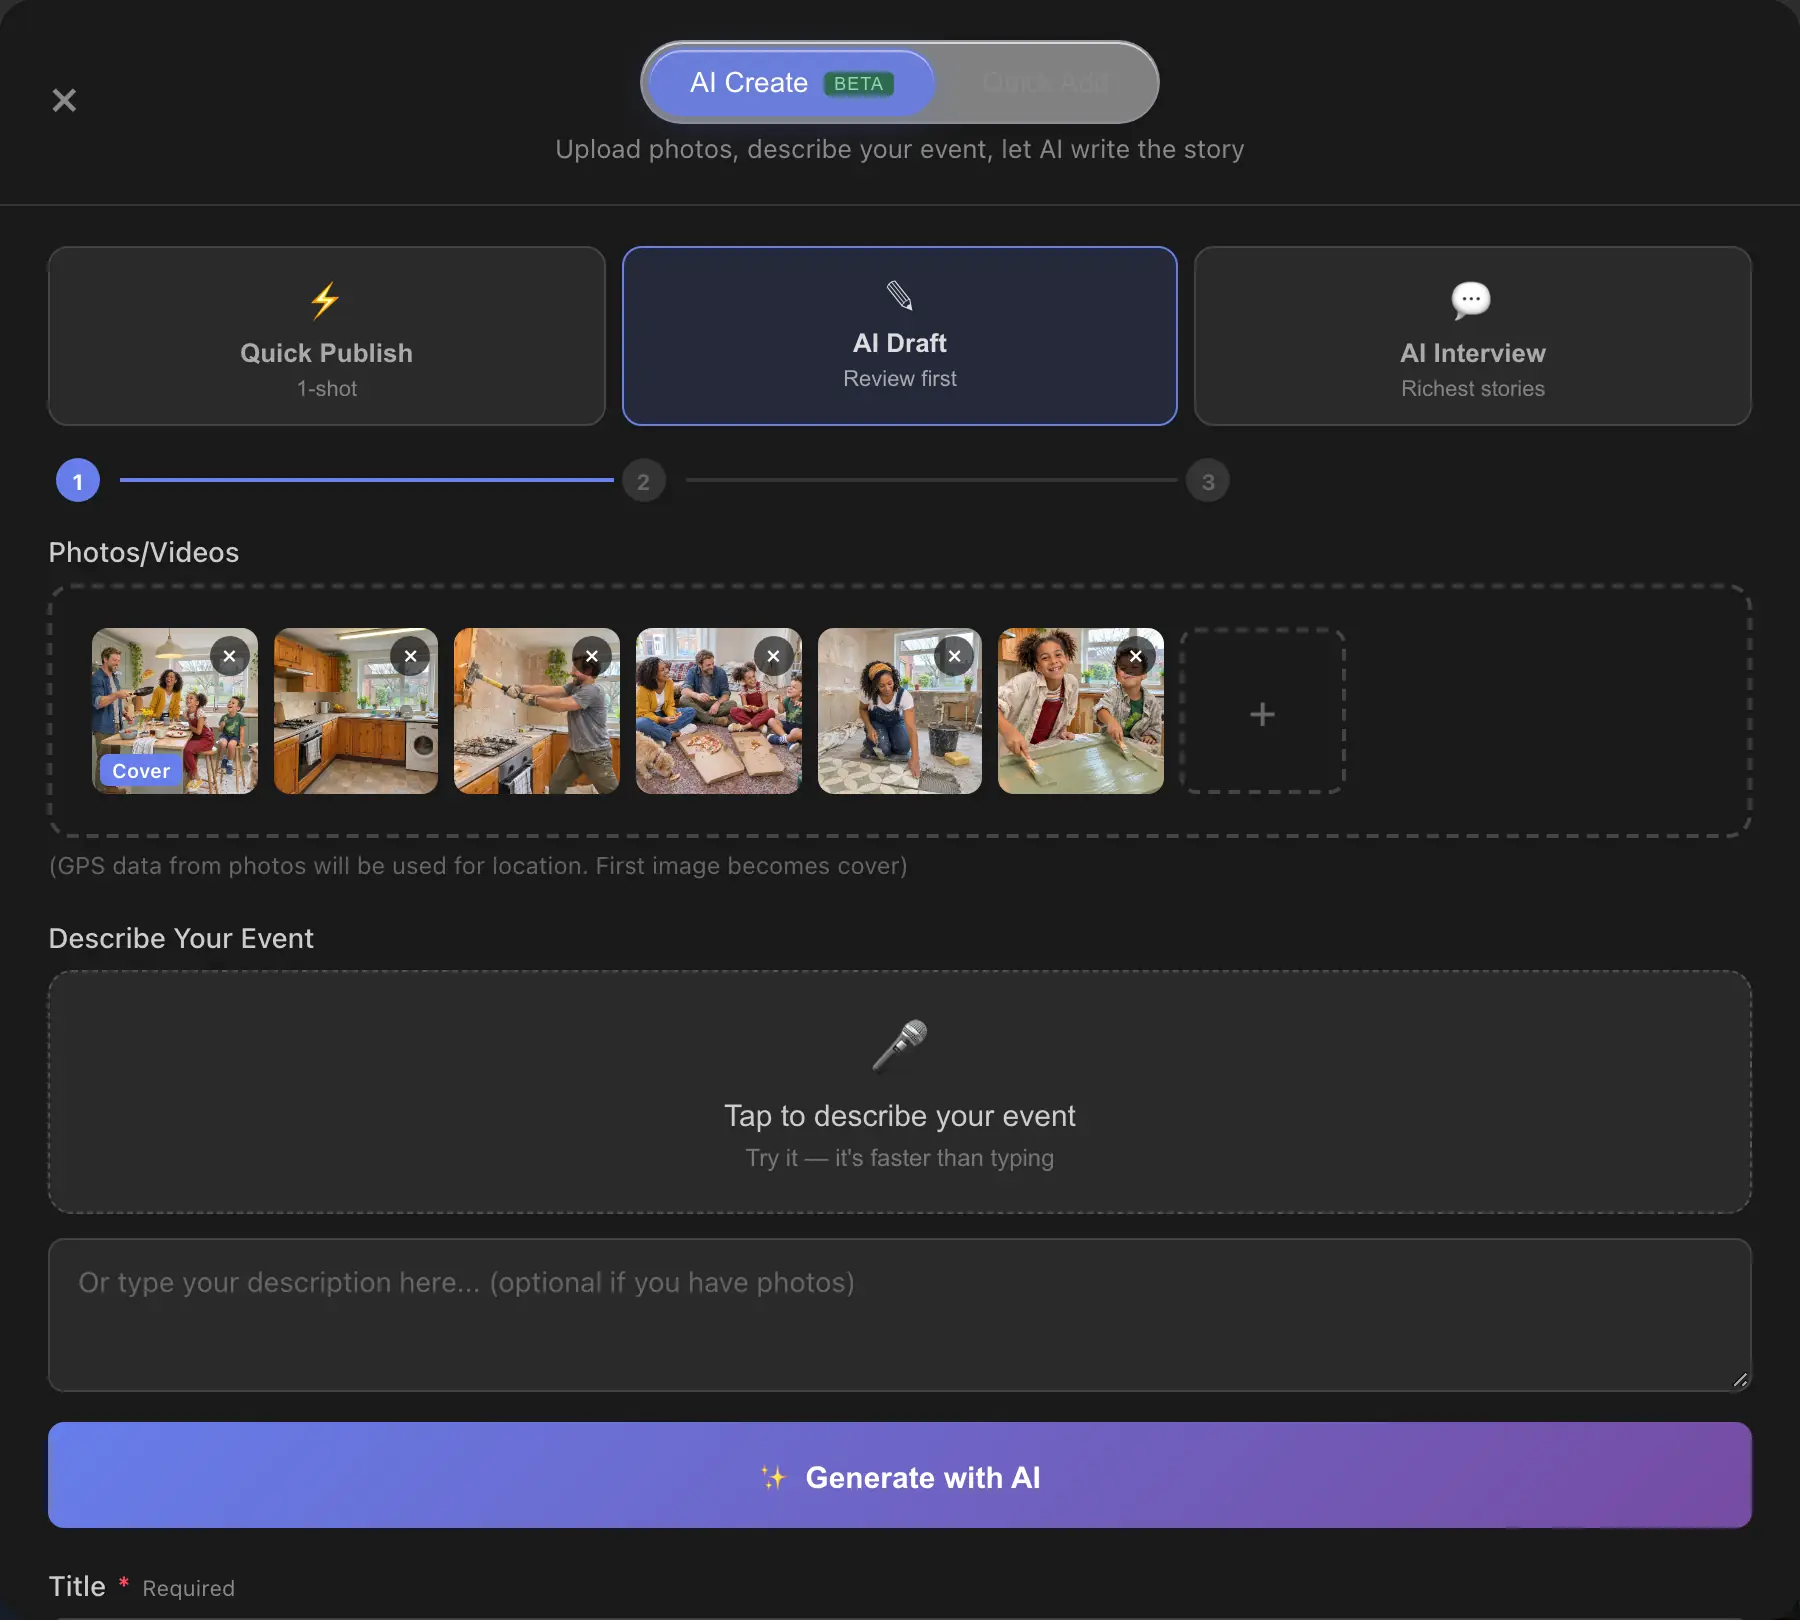 AI Create BETA Quick Add
Upload photos, describe your event, let AI write the story
Quick Publish
1-shot
AI Draft
Review first
AI Interview
Richest stories
1 2 3
Photos/Videos
Cover
(GPS data from photos will be used for location. First image becomes cover)
Describe Your Event
Tap to describe your event
Try it — it's faster than typing
Or type your description here... (optional if you have photos)
Generate with AI
Title * Required